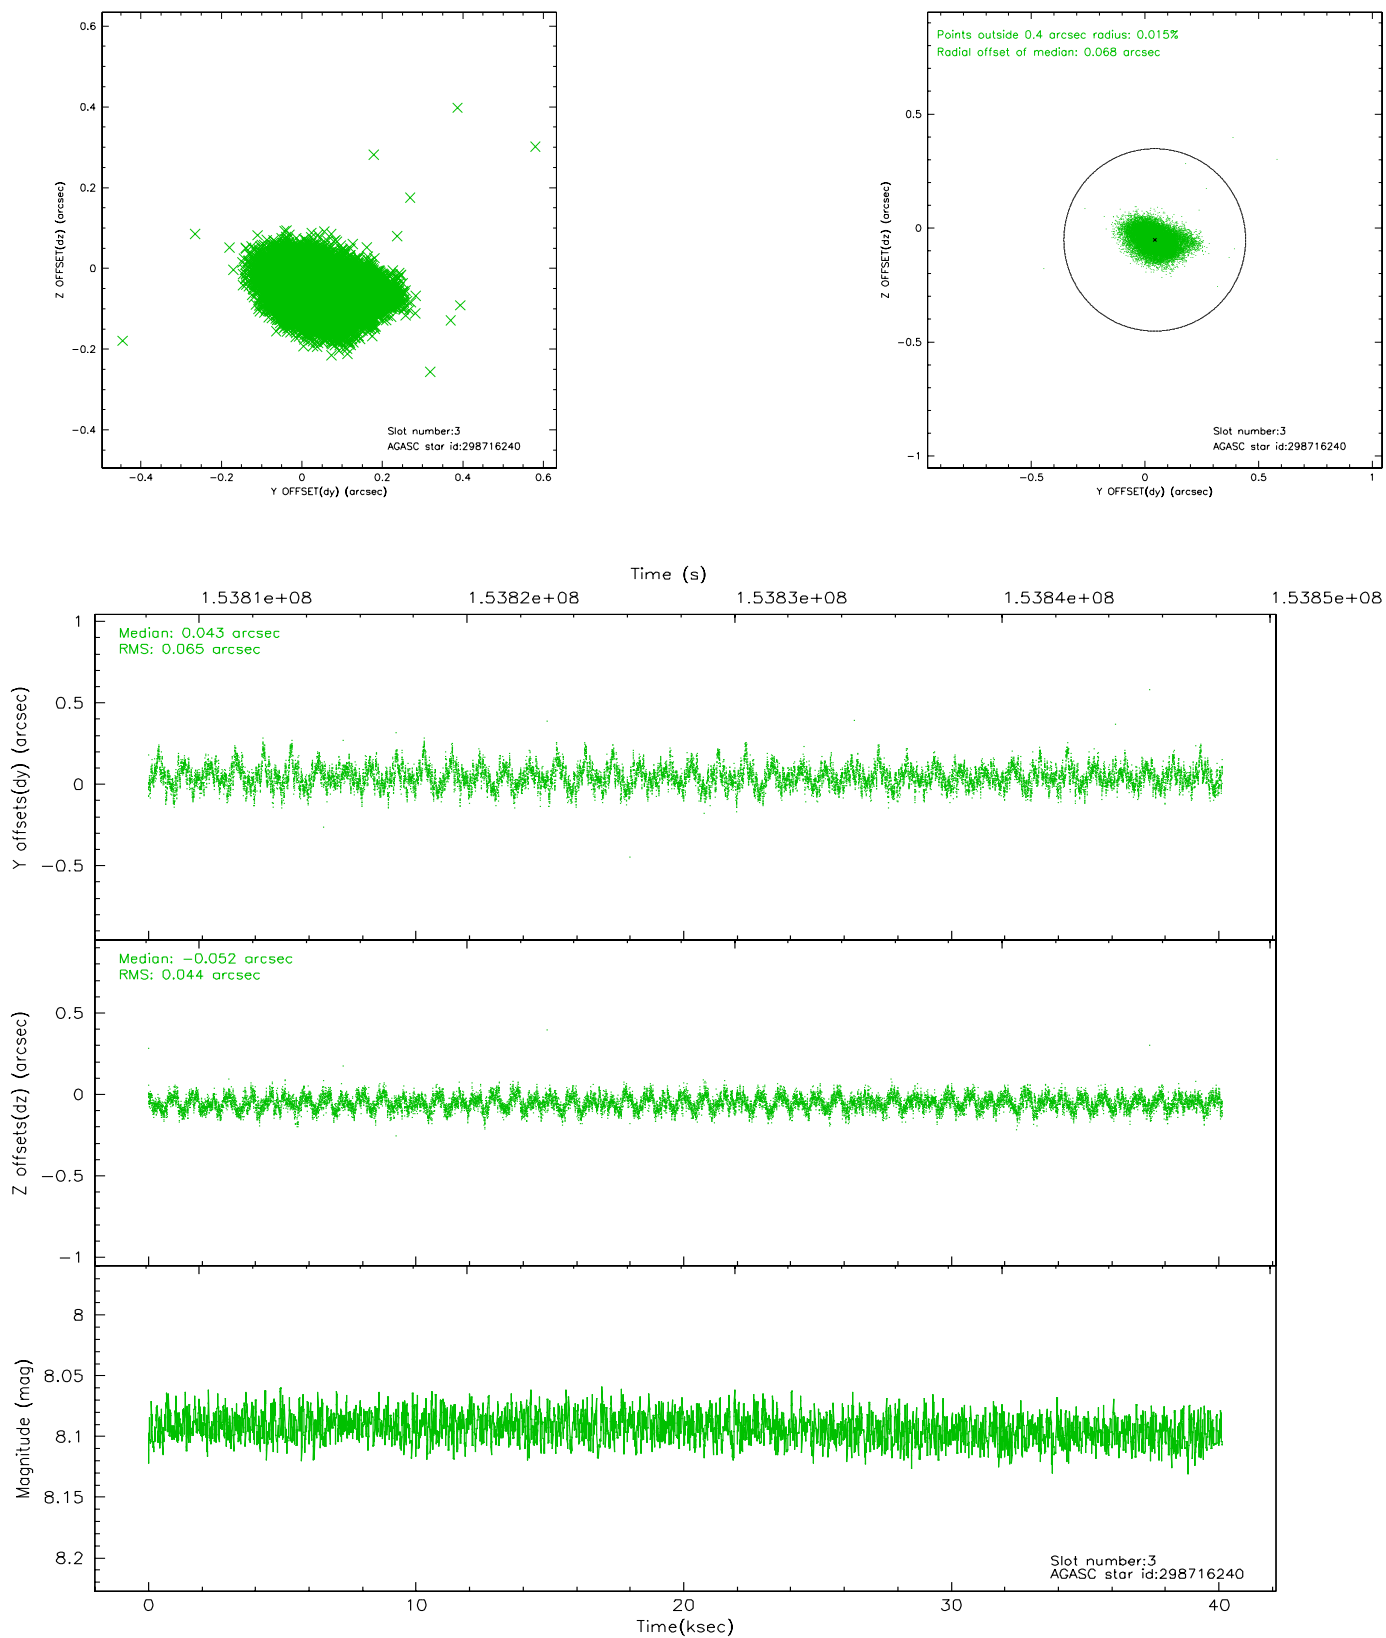 0.6
0.4
0.2
0
−0.2
−0.4
Z OFFSET(dz) (arcsec)
−0.4 −0.2 0 0.2 0.4 0.6
Y OFFSET(dy) (arcsec)
Slot number:3
AGASC star id:298716240
Points outside 0.4 arcsec radius: 0.015%
Radial offset of median: 0.068 arcsec
0.5
0
−0.5
−1
Z OFFSET(dz) (arcsec)
−0.5 0 0.5 1
Y OFFSET(dy) (arcsec)
Slot number:3
AGASC star id:298716240
Time (s)
1.5381e+08 1.5382e+08 1.5383e+08 1.5384e+08 1.5385e+08
Median: 0.043 arcsec
RMS: 0.065 arcsec
1
0.5
0
−0.5
Y offsets(dy) (arcsec)
Median: −0.052 arcsec
RMS: 0.044 arcsec
0.5
0
−0.5
−1
Z offsets(dz) (arcsec)
8
8.05
8.1
8.15
8.2
Magnitude (mag)
Slot number:3
AGASC star id:298716240
0 10 20 30 40
Time(ksec)